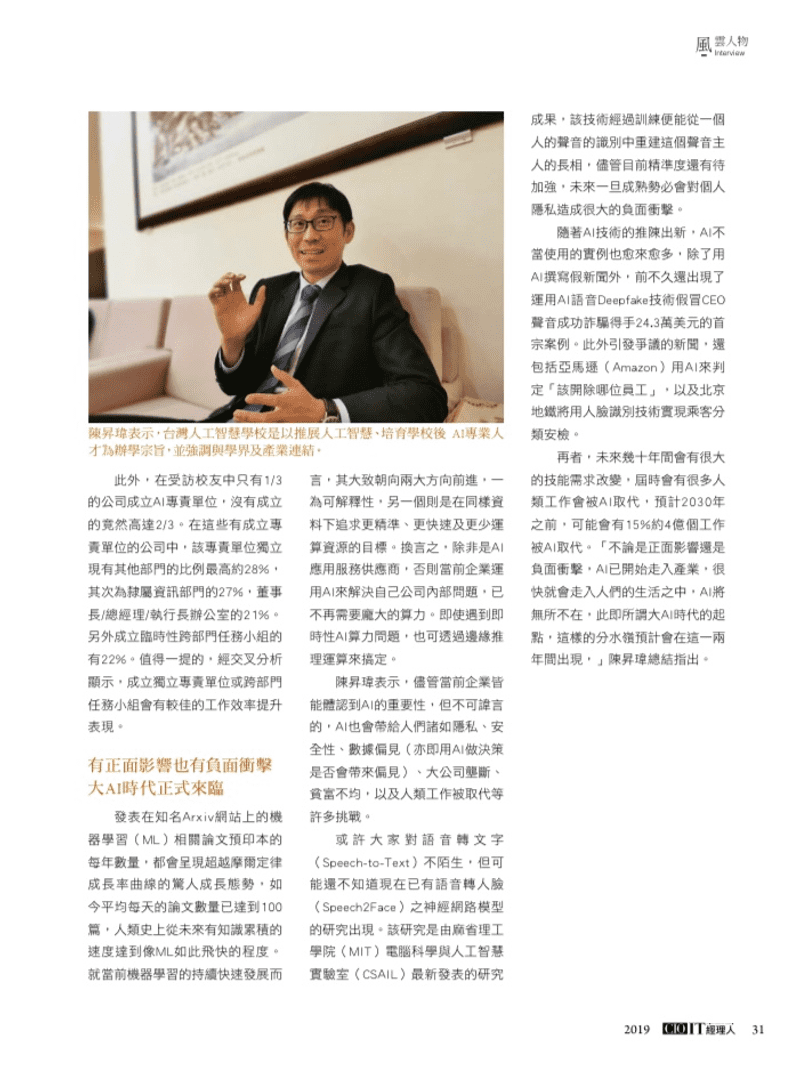 風 雲人物
Interview
陳昇瑋表示，台灣人工智慧學校是以推展人工智慧、培育學校後 AI專業人
才為辦學宗旨，並強調與學界及產業連結。
此外，在受訪校友中只有1/3
的公司成立AI專責單位，沒有成立
的竟然高達2/3。在這些有成立專
責單位的公司中，該專責單位獨立
現有其他部門的比例最高約28%，
其次為隸屬資訊部門的27%，董事
長/總經理/執行長辦公室的21%。
另外成立臨時性跨部門任務小組的
有22%。值得一提的，經交叉分析
顯示，成立獨立專責單位或跨部門
任務小組會有較佳的工作效率提升
表現。
有正面影響也有負面衝擊
大AI時代正式來臨
發表在知名Arxiv網站上的機
器學習（ML）相關論文預印本的
每年數量，都會呈現超越摩爾定律
成長率曲線的驚人成長態勢，如
今平均每天的論文數量已達到100
篇，人類史上從未來有知識累積的
速度達到像ML如此飛快的程度。
就當前機器學習的持續快速發展而
言，其大致朝向兩大方向前進，一
為可解釋性，另一個則是在同樣資
料下追求更精準、更快速及更少運
算資源的目標。換言之，除非是AI
應用服務供應商，否則當前企業運
用AI來解決自己公司內部問題，已
不再需要龐大的算力。即使遇到即
時性AI算力問題，也可透過邊緣推
理運算來搞定。
陳昇瑋表示，儘管當前企業皆
能體認到AI的重要性，但不可諱言
的，AI也會帶給人們諸如隱私、安
全性、數據偏見（亦即用AI做決策
是否會帶來偏見）、大公司壟斷、
貧富不均，以及人類工作被取代等
許多挑戰。
或許大家對語音轉文字
（Speech-to-Text）不陌生，但可
能還不知道現在已有語音轉人臉
（Speech2Face）之神經網路模型
的研究出現。該研究是由麻省理工
學院（MIT）電腦科學與人工智慧
實驗室（CSAIL）最新發表的研究
成果，該技術經過訓練便能從一個
人的聲音的識別中重建這個聲音主
人的長相，儘管目前精準度還有待
加強，未來一旦成熟勢必會對個人
隱私造成很大的負面衝擊。
隨著AI技術的推陳出新，AI不
當使用的實例也愈來愈多，除了用
AI撰寫假新聞外，前不久還出現了
運用AI語音Deepfake技術假冒CEO
聲音成功詐騙得手24.3萬美元的首
宗案例。此外引發爭議的新聞，還
包括亞馬遜（Amazon）用AI來判
定「該開除哪位員工」，以及北京
地鐵將用人臉識別技術實現乘客分
類安檢。
再者，未來幾十年間會有很大
的技能需求改變，屆時會有很多人
類工作會被AI取代，預計2030年
之前，可能會有15%約4億個工作
被AI取代。「不論是正面影響還是
負面衝擊，AI已開始走入產業，很
快就會走入人們的生活之中，AI將
無所不在，此即所謂大AI時代的起
點，這樣的分水嶺預計會在這一兩
年間出現，」陳昇瑋總結指出。
2019 CIO IT 經理人 31